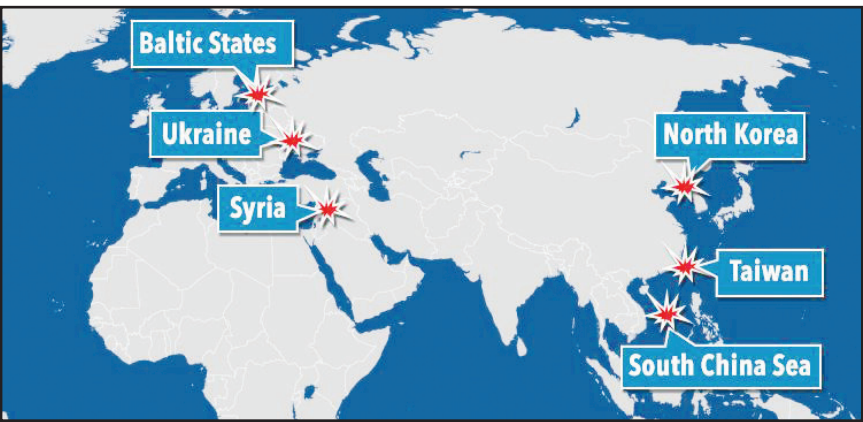 Baltic States
Ukraine
North Korea
Syria
Taiwan
South China Sea